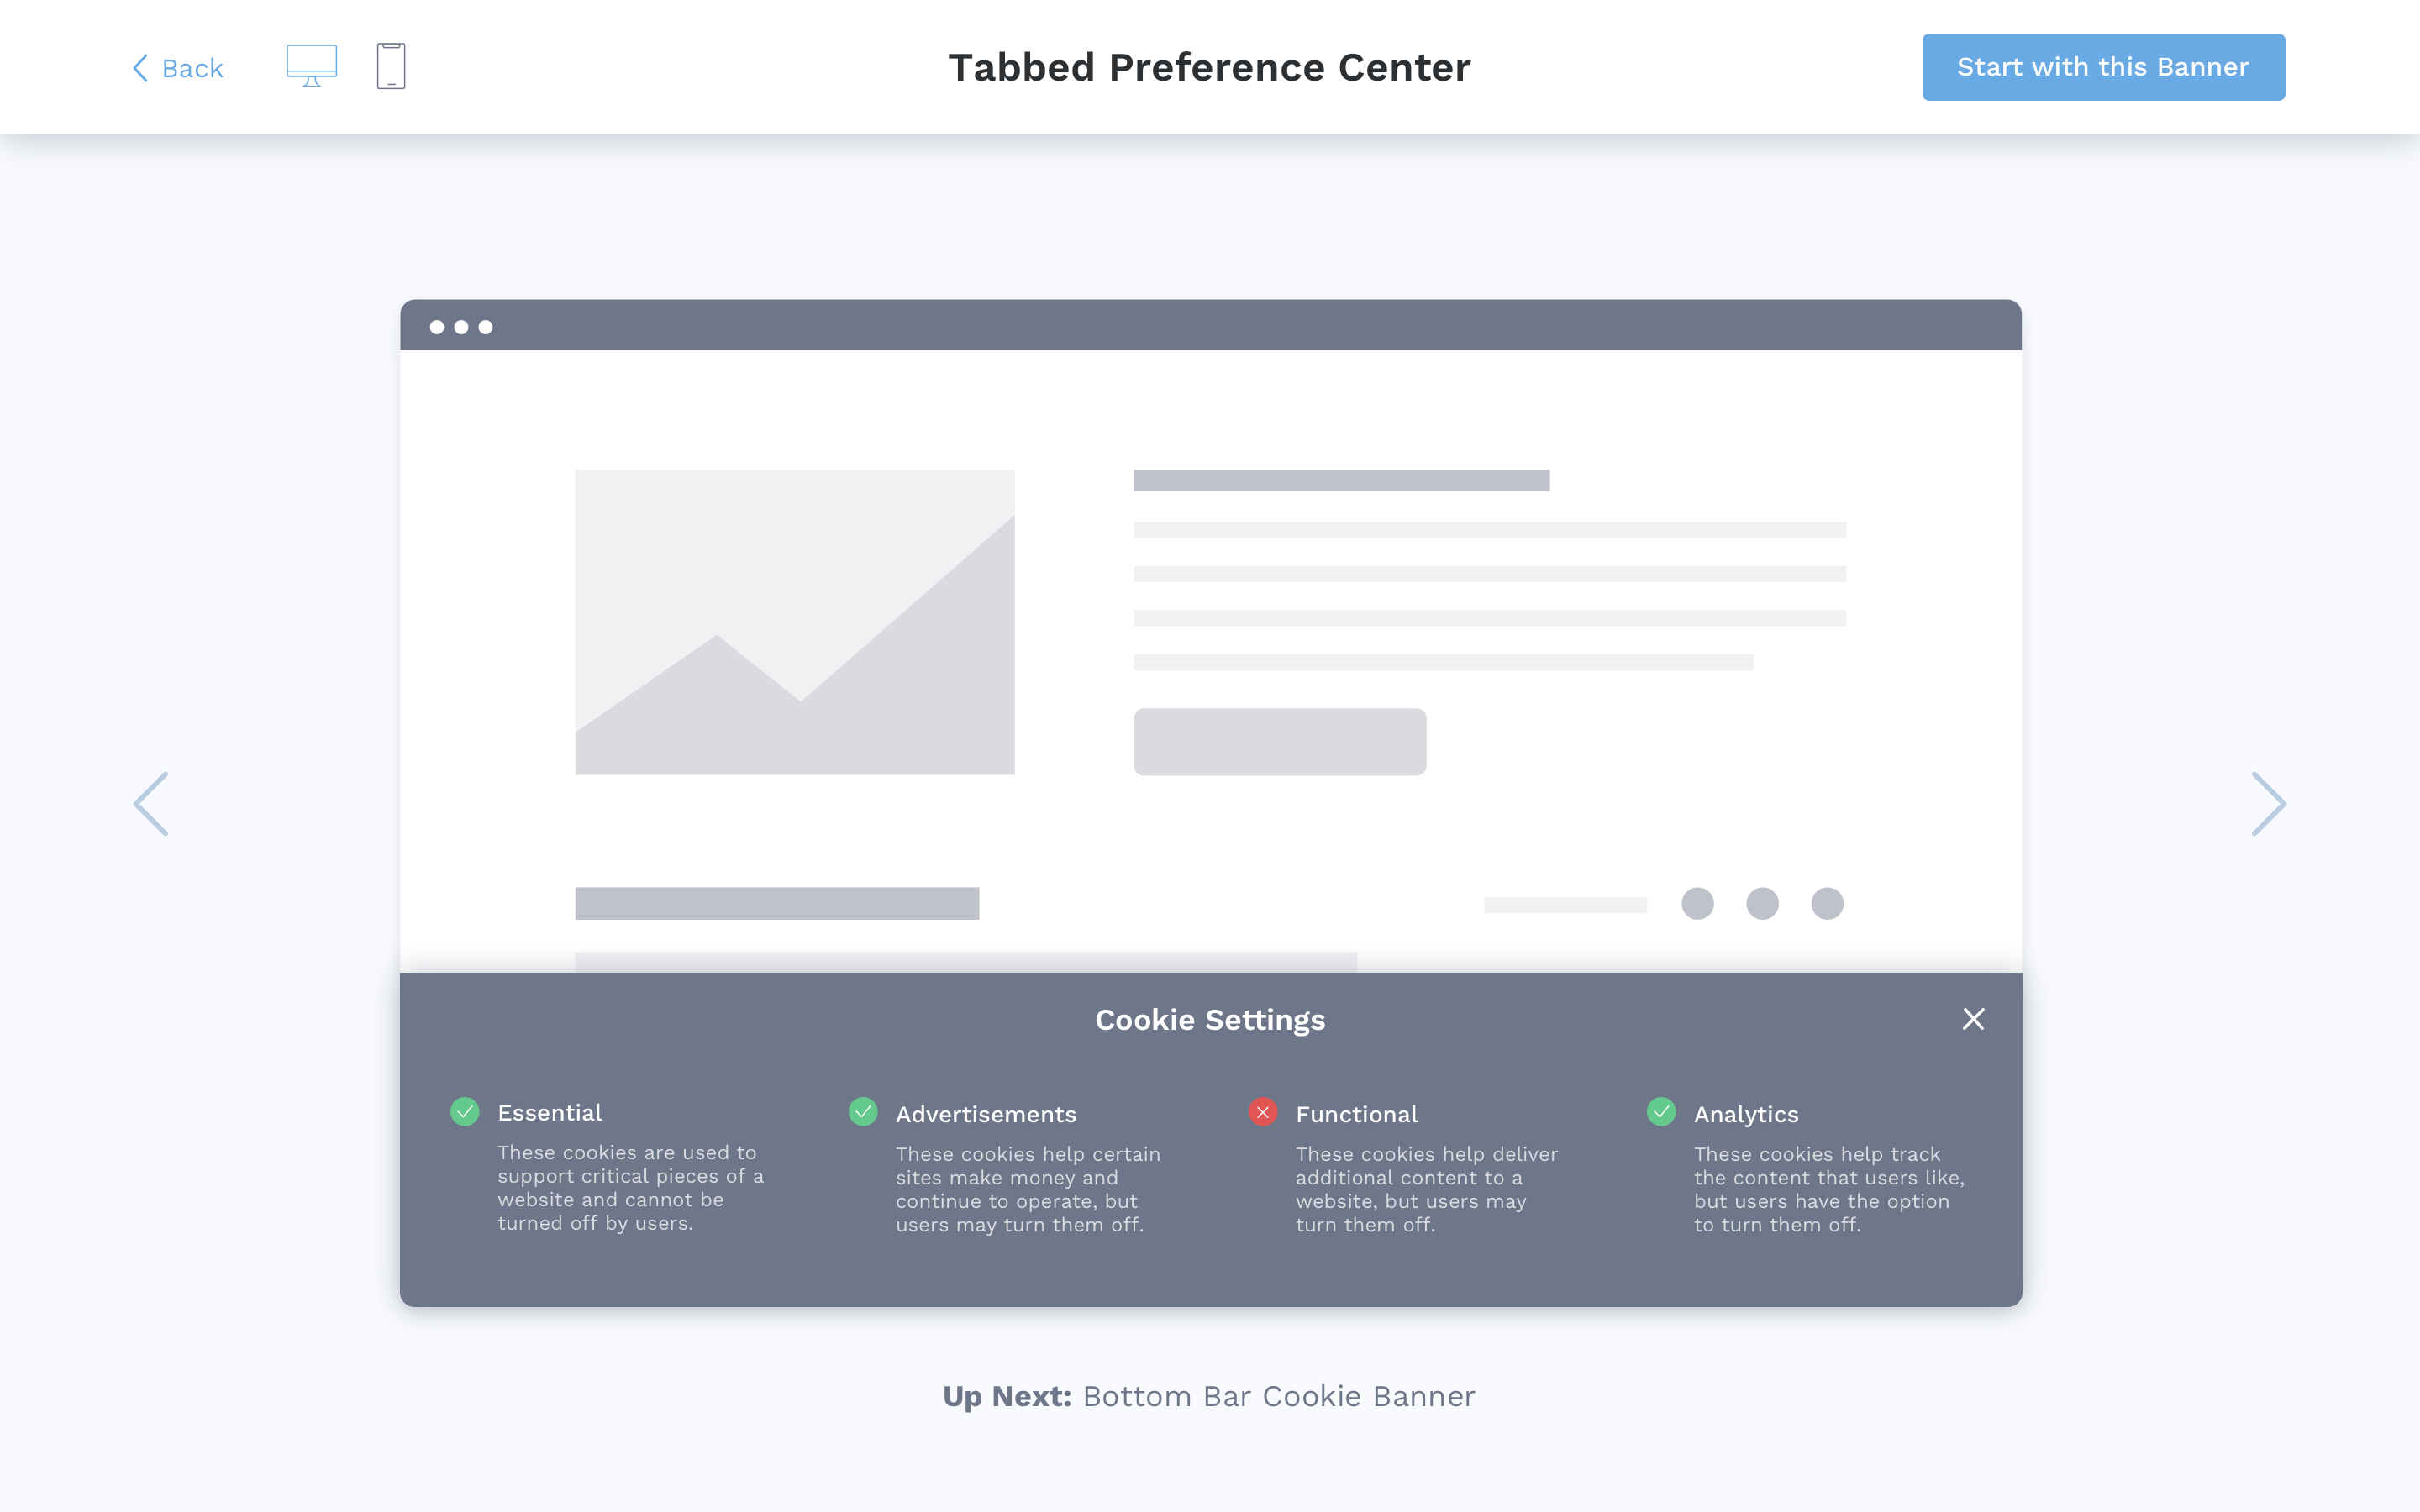 Back
Tabbed Preference Center
Start with this Banner
Cookie Settings
Essential
These cookies are used to
support critical pieces of a
website and cannot be
turned off by users.
Advertisements
These cookies help certain
sites make money and
continue to operate, but
users may turn them off.
Functional
These cookies help deliver
additional content to a
website, but users may
turn them off.
Analytics
These cookies help track
the content that users like,
but users have the option
to turn them off.
Up Next: Bottom Bar Cookie Banner